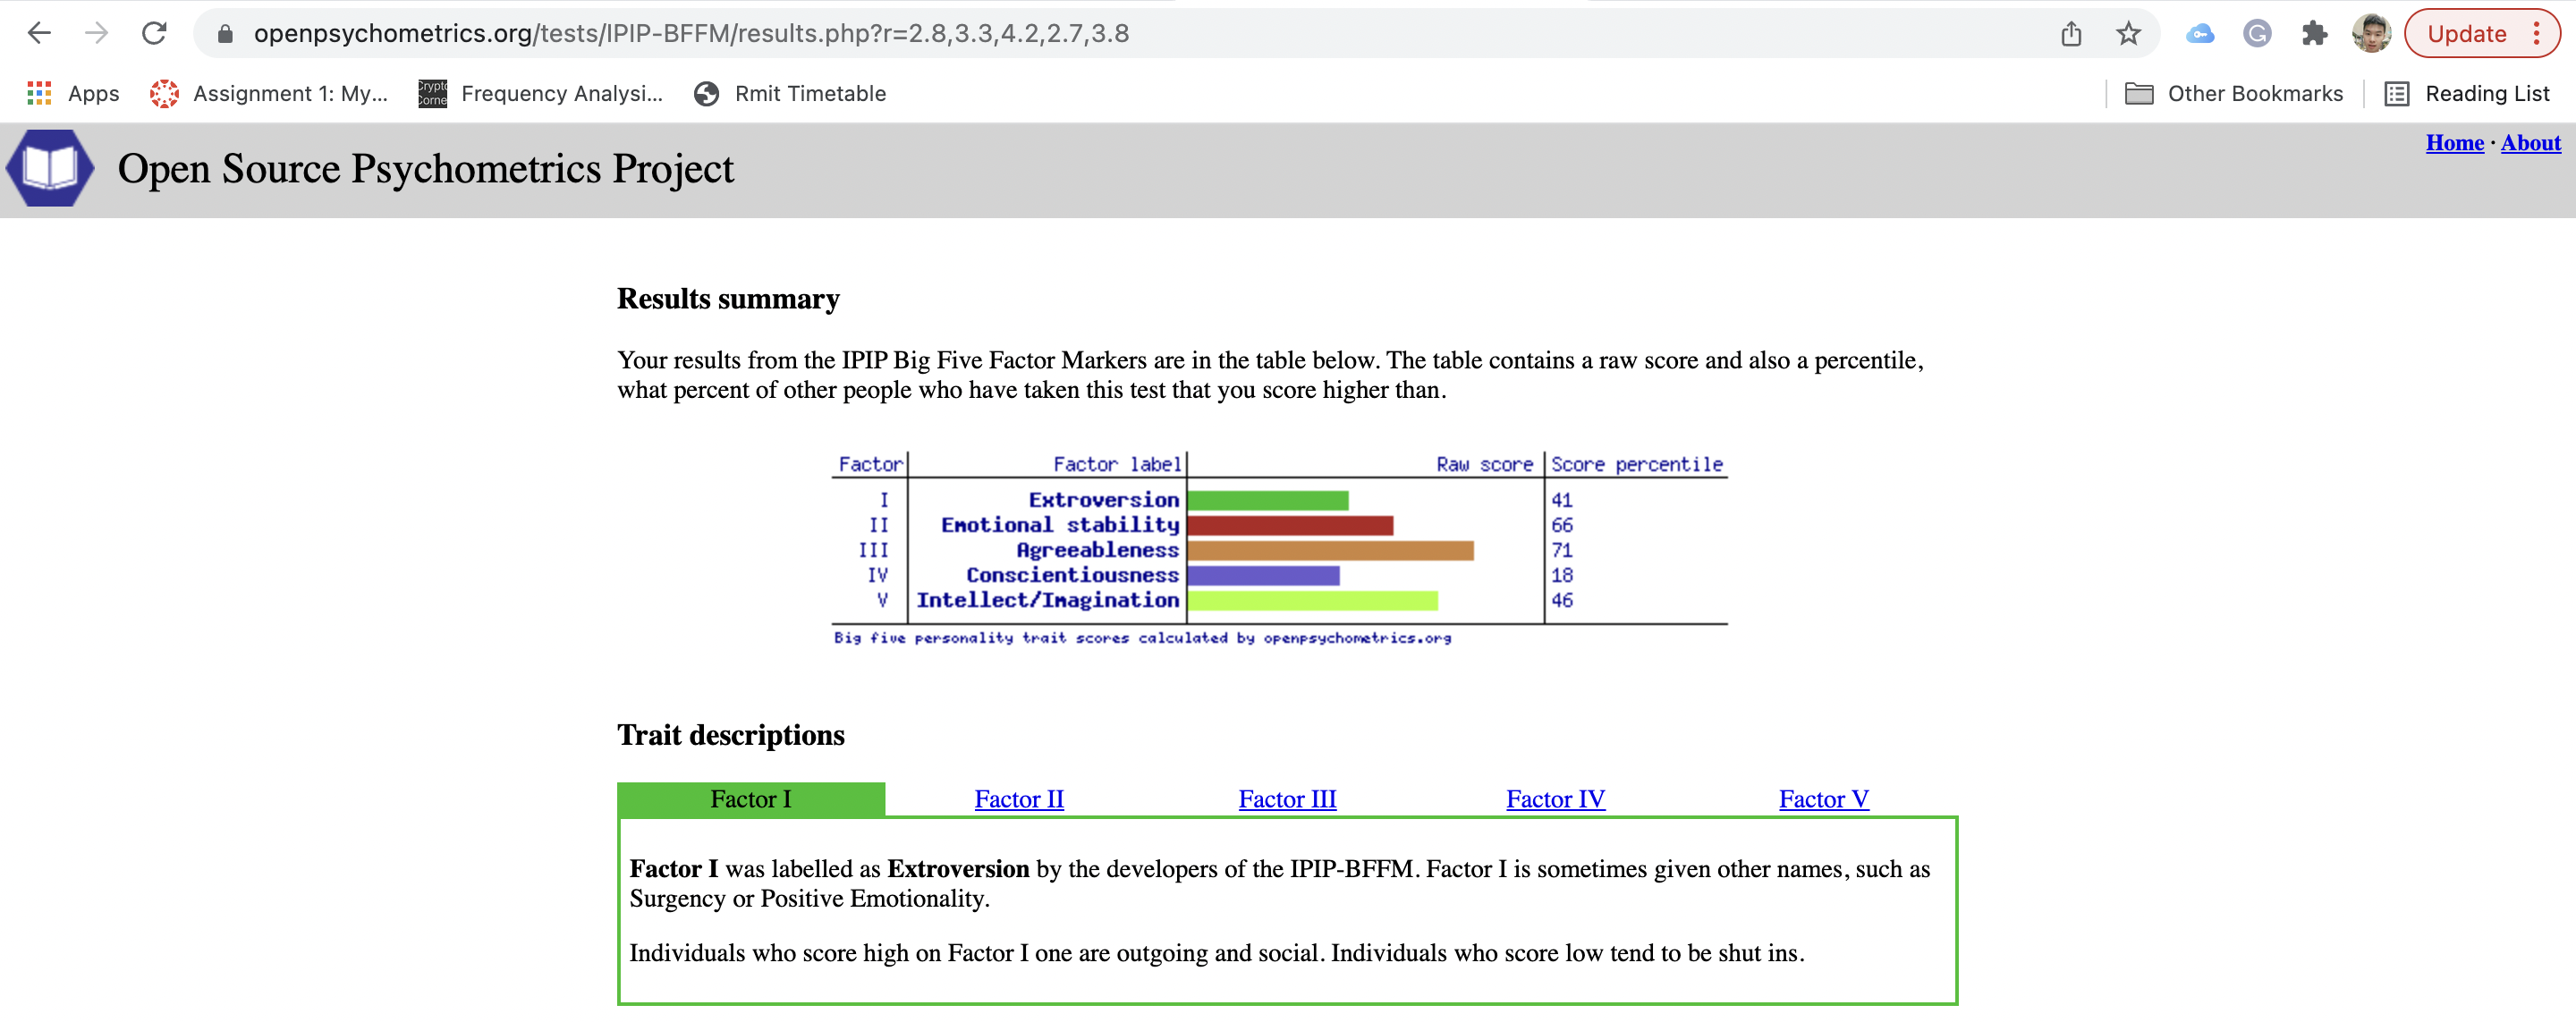 openpsychometrics.org/tests/IPIP-BFFM/results.php?r=2.8,3.3,4.2,2.7,3.8
Update
Apps
Assignment 1: My...
Crypto Corne
Frequency Analysi...
Rmit Timetable
Other Bookmarks
Reading List
Open Source Psychometrics Project
Home · About
Results summary
Your results from the IPIP Big Five Factor Markers are in the table below. The table contains a raw score and also a percentile,
what percent of other people who have taken this test that you score higher than.
Factor Factor label Raw score Score percentile
I Extroversion 41
II Emotional stability 66
III Agreeableness 71
IV Conscientiousness 18
V Intellect/Imagination 46
Big five personality trait scores calculated by openpsychometrics.org
Trait descriptions
Factor I Factor II Factor III Factor IV Factor V
Factor I was labelled as Extroversion by the developers of the IPIP-BFFM. Factor I is sometimes given other names, such as
Surgency or Positive Emotionality.
Individuals who score high on Factor I one are outgoing and social. Individuals who score low tend to be shut ins.